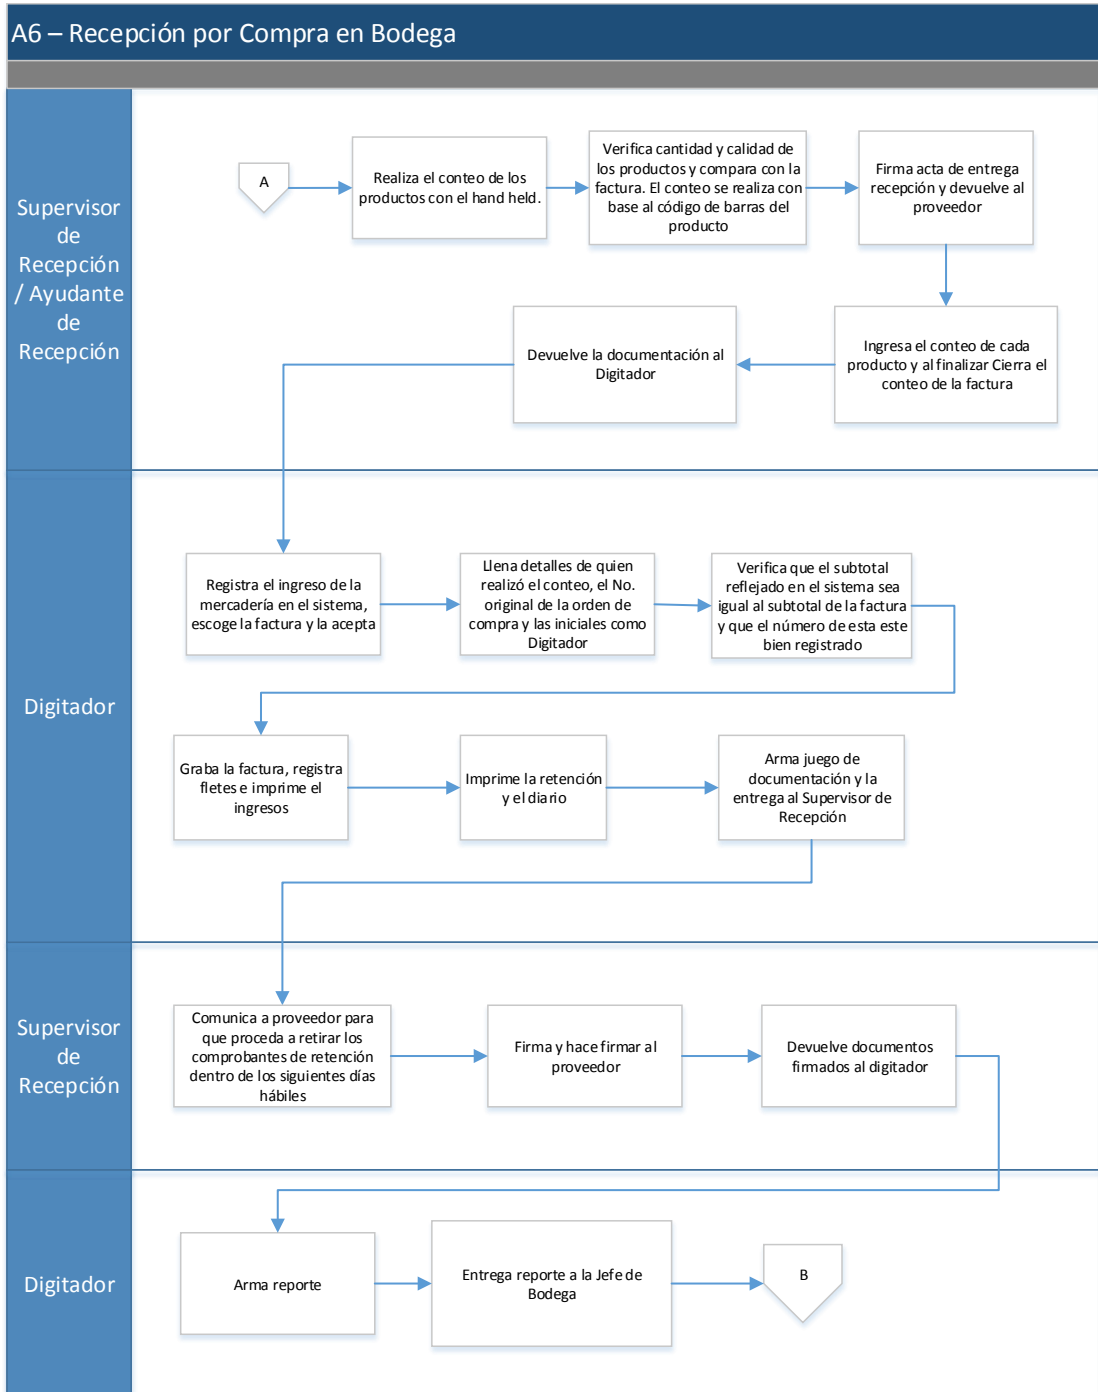 A6 – Recepción por Compra en Bodega
Supervisor
de
Recepción
/ Ayudante
de
Recepción
A
Realiza el conteo de los
productos con el hand held.
Verifica cantidad y calidad de
los productos y compara con la
factura. El conteo se realiza con
base al código de barras del
producto
Firma acta de entrega
recepción y devuelve al
proveedor
Devuelve la documentación al
Digitador
Ingresa el conteo de cada
producto y al finalizar Cierra el
conteo de la factura
Digitador
Registra el ingreso de la
mercadería en el sistema,
escoge la factura y la acepta
Llena detalles de quien
realizó el conteo, el No.
original de la orden de
compra y las iniciales como
Digitador
Verifica que el subtotal
reflejado en el sistema sea
igual al subtotal de la factura
y que el número de esta este
bien registrado
Graba la factura, registra
fletes e imprime el
ingresos
Imprime la retención
y el diario
Arma juego de
documentación y la
entrega al Supervisor de
Recepción
Supervisor
de
Recepción
Comunica a proveedor para
que proceda a retirar los
comprobantes de retención
dentro de los siguientes días
hábiles
Firma y hace firmar al
proveedor
Devuelve documentos
firmados al digitador
Digitador
Arma reporte
Entrega reporte a la Jefe de
Bodega
B